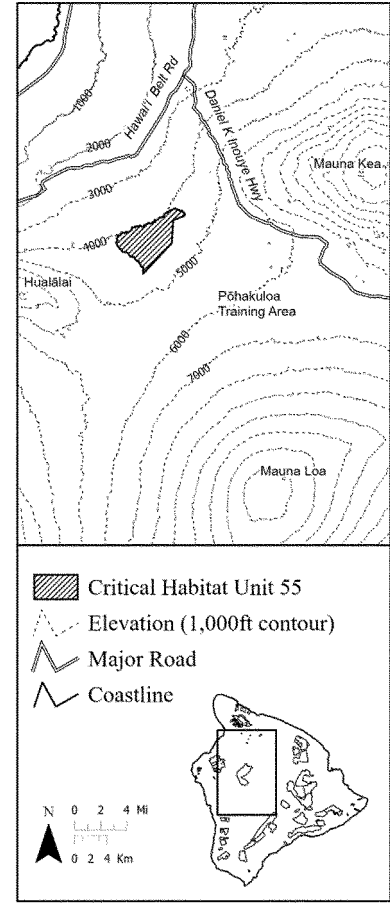 1000
Hawai'i Belt Rd
2000
Daniel K Inouye Hwy
Mauna Kea
3000
4000
5000
Hualālai
Pōhakuloa
Training Area
6000
7000
Mauna Loa
Critical Habitat Unit 55
Elevation (1,000ft contour)
Major Road
Coastline
N
0 2 4 Mi
0 2 4 Km